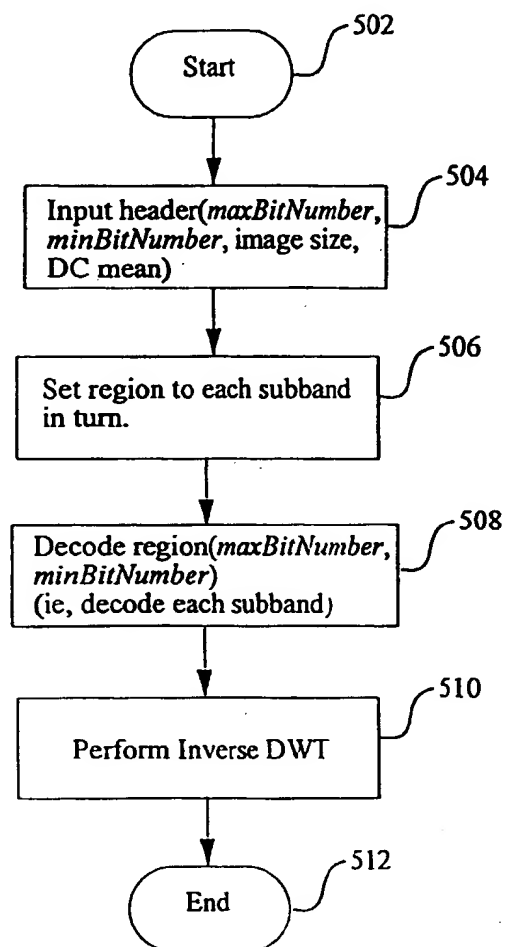 502
Start
504
Input header(maxBitNumber,
minBitNumber, image size,
DC mean)
506
Set region to each subband
in turn.
508
Decode region(maxBitNumber,
minBitNumber)
(ie, decode each subband)
510
Perform Inverse DWT
512
End